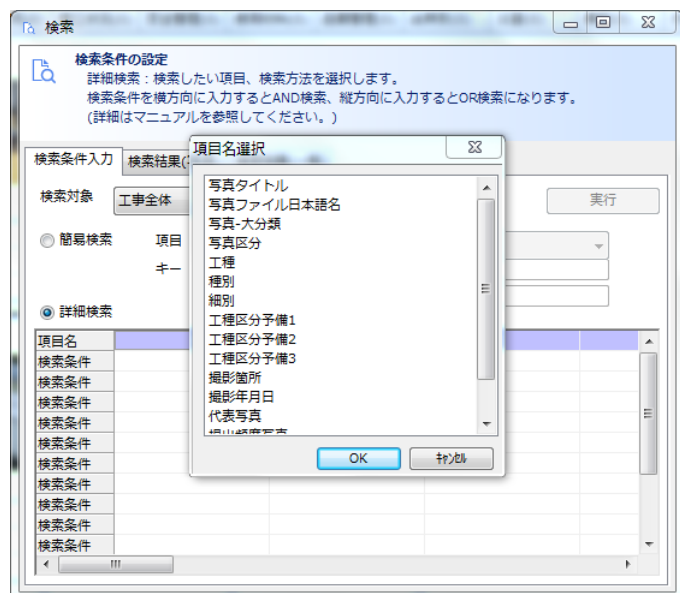 検索
検索条件の設定
詳細検索：検索したい項目、検索方法を選択します。
検索条件を横方向に入力するとAND検索、縦方向に入力するとOR検索になります。
(詳細はマニュアルを参照してください。)
検索条件入力 検索結果(
検索対象 工事全体 実行
簡易検索 項目
キー
詳細検索
項目名選択
写真タイトル
写真ファイル日本語名
写真-大分類
写真区分
工種
種別
細別
工種区分予備1
工種区分予備2
工種区分予備3
撮影箇所
撮影年月日
代表写真
提出頻度写真
OK ｷｬﾝｾﾙ
項目名
検索条件
検索条件
検索条件
検索条件
検索条件
検索条件
検索条件
検索条件
検索条件
検索条件